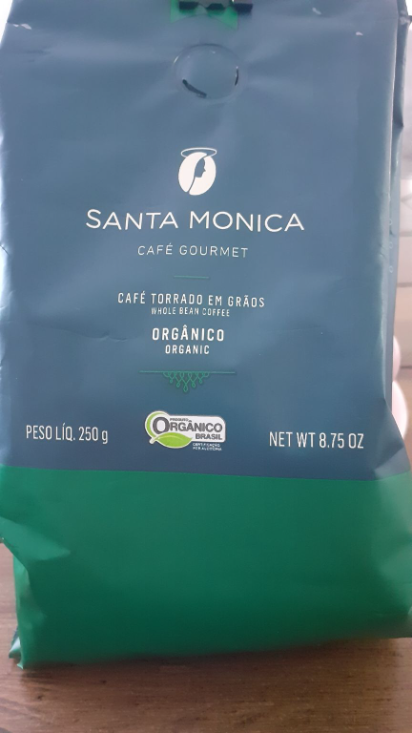 SANTA MONICA
CAFÉ GOURMET
CAFÉ TORRADO EM GRÃOS
WHOLE BEAN COFFEE
ORGÂNICO
ORGANIC
PESO LÍQ. 250 g
PRODUTO
ORGÂNICO
BRASIL
NET WT 8.75 OZ